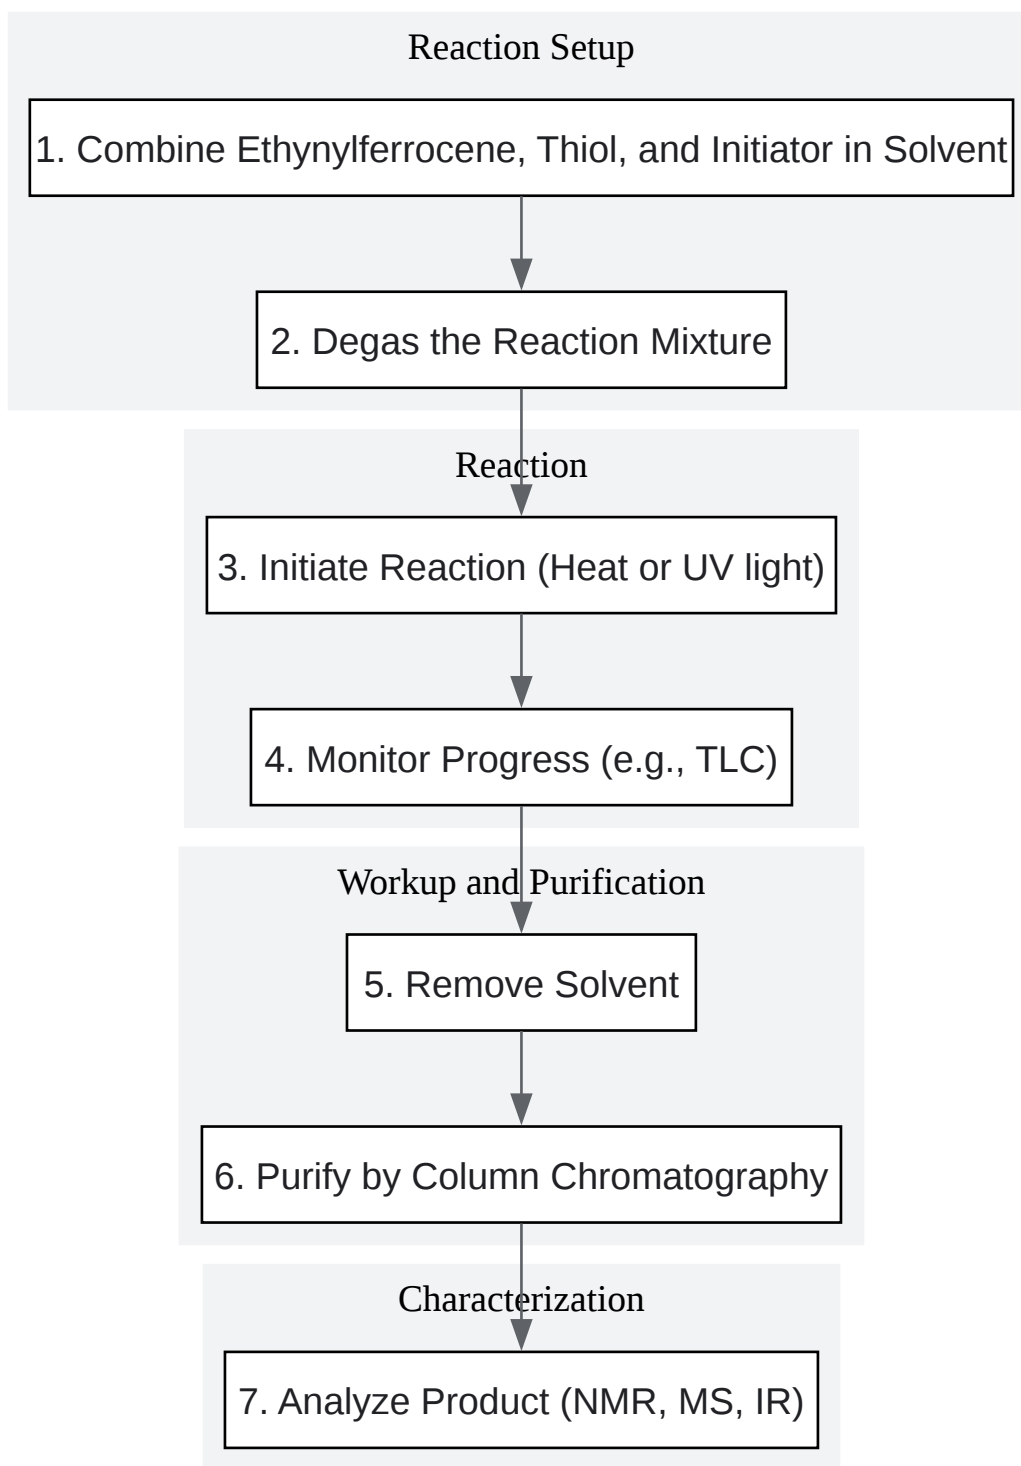 Reaction Setup
1. Combine Ethynylferrocene, Thiol, and Initiator in Solvent
2. Degas the Reaction Mixture
Reaction
3. Initiate Reaction (Heat or UV light)
4. Monitor Progress (e.g., TLC)
Workup and Purification
5. Remove Solvent
6. Purify by Column Chromatography
Characterization
7. Analyze Product (NMR, MS, IR)